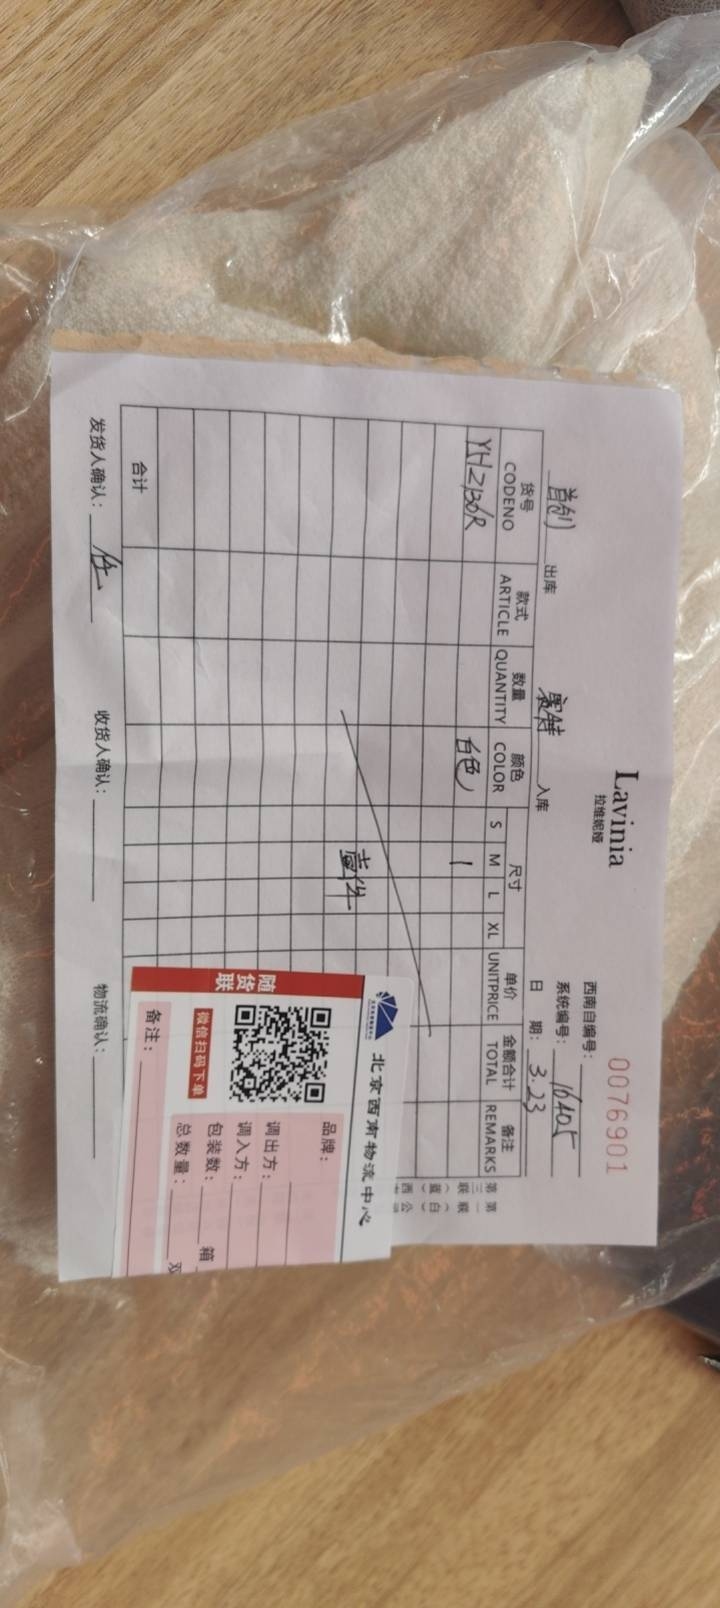 Lavinia
拉维妮娅
0076901
西南自编号：
系统编号： 16405
首创 出库 赛特 入库 日 期： 3.23
货号 款式 数量 颜色 尺寸 单价 金额合计 备注
CODENO ARTICLE QUANTITY COLOR S M L XL UNITPRICE TOTAL REMARKS
YHZ136R 白色 1
壹件
合计
发货人确认： 收货人确认： 物流确认：
北京西南物流中心
随货联
微信扫码下单
品牌：
调出方：
调入方：
包装数： 箱
总数量： 双
备注：